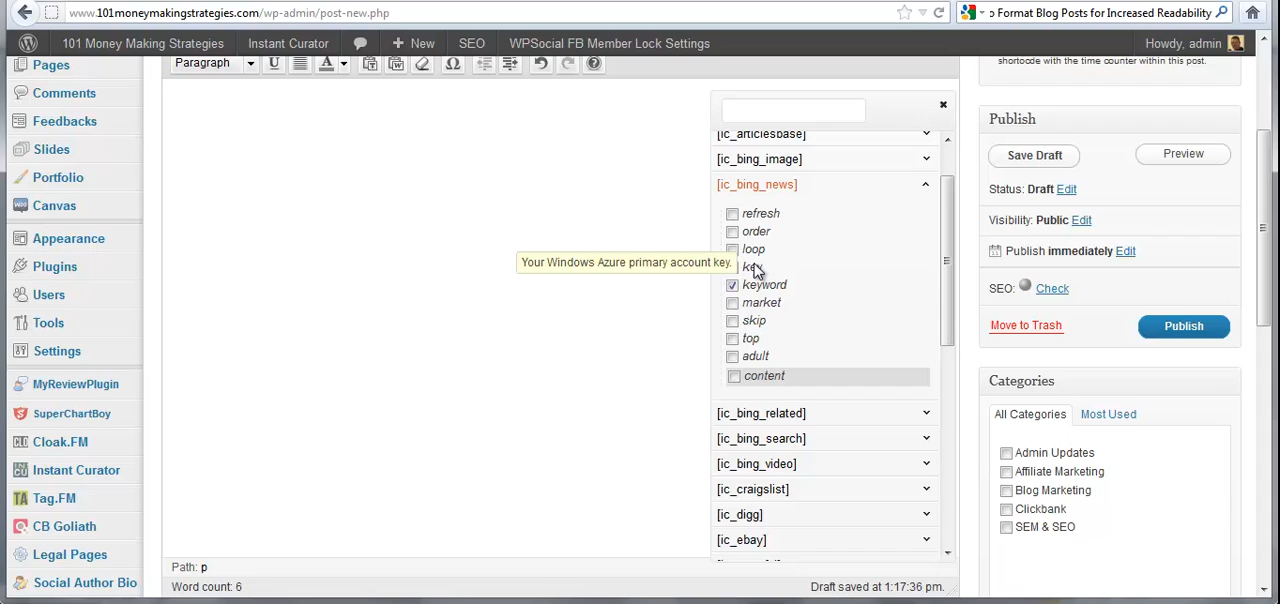 www.101moneymakingstrategies.com/wp-admin/post-new.php
o Format Blog Posts for Increased Readability
101 Money Making Strategies
Instant Curator
New
SEO
WPSocial FB Member Lock Settings
Howdy, admin
Pages
Comments
Feedbacks
Slides
Portfolio
Canvas
Appearance
Plugins
Users
Tools
Settings
MyReviewPlugin
SuperChartBoy
Cloak.FM
Instant Curator
Tag.FM
CB Goliath
Legal Pages
Social Author Bio
Paragraph
[ic_articlesbase]
[ic_bing_image]
[ic_bing_news]
refresh
order
loop
Your Windows Azure primary account key.
key
keyword
market
skip
top
adult
content
[ic_bing_related]
[ic_bing_search]
[ic_bing_video]
[ic_craigslist]
[ic_digg]
[ic_ebay]
Path: p
Word count: 6
Draft saved at 1:17:36 pm.
shortcode with the time counter within this post.
Publish
Save Draft
Preview
Status: Draft Edit
Visibility: Public Edit
Publish immediately Edit
SEO: Check
Move to Trash
Publish
Categories
All Categories
Most Used
Admin Updates
Affiliate Marketing
Blog Marketing
Clickbank
SEM & SEO